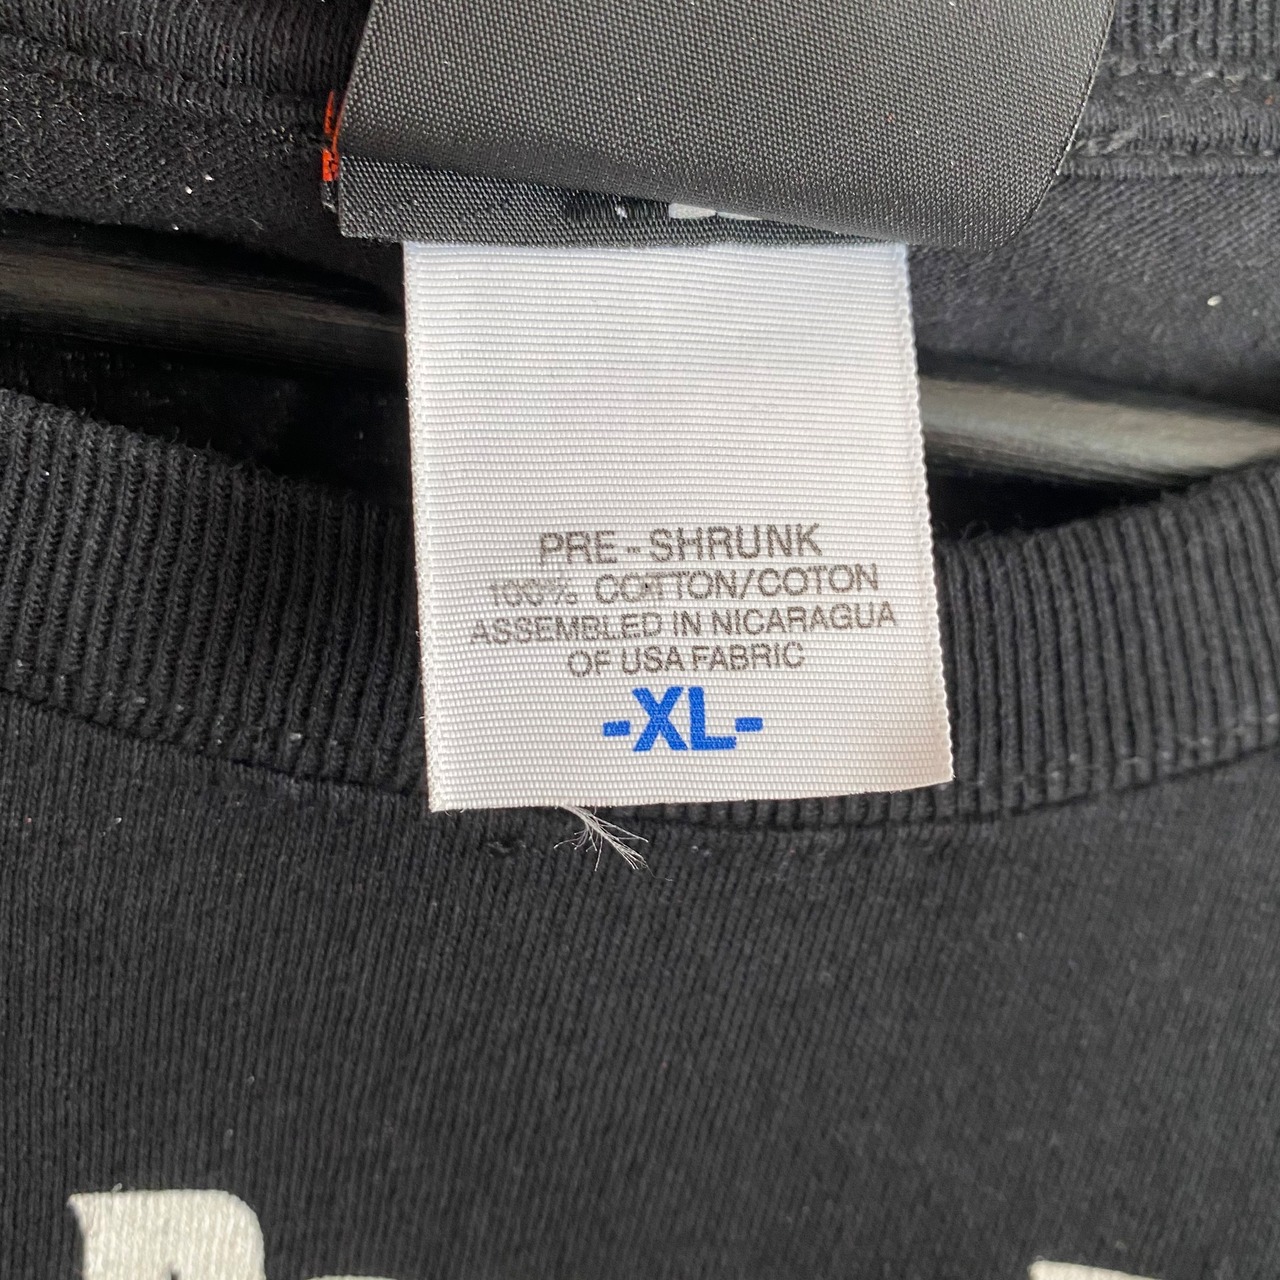 PRE-SHRUNK
100% COTTON/COTON
ASSEMBLED IN NICARAGUA
OF USA FABRIC
-XL-